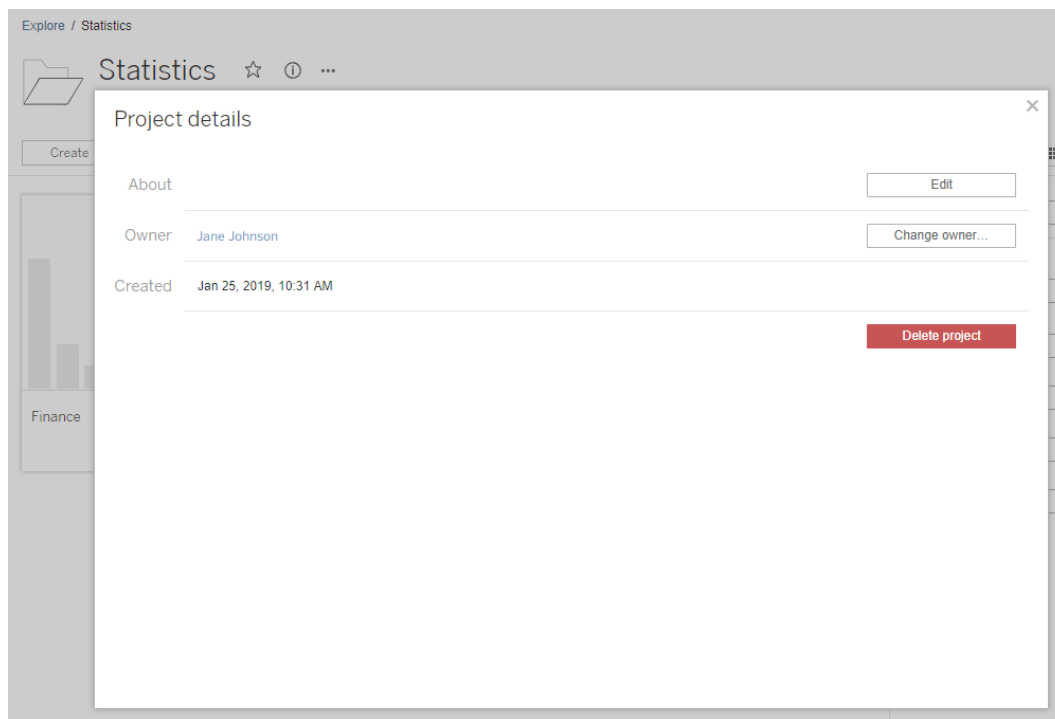 Explore / Statistics
Statistics
Project details
Create
About
Edit
Owner
Jane Johnson
Change owner...
Created
Jan 25, 2019, 10:31 AM
Delete project
Finance